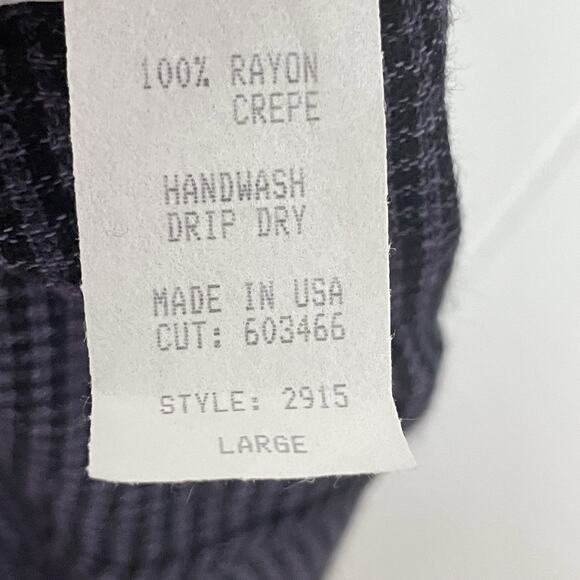 100% RAYON
CREPE
HANDWASH
DRIP DRY
MADE IN USA
CUT: 603466
STYLE: 2915
LARGE